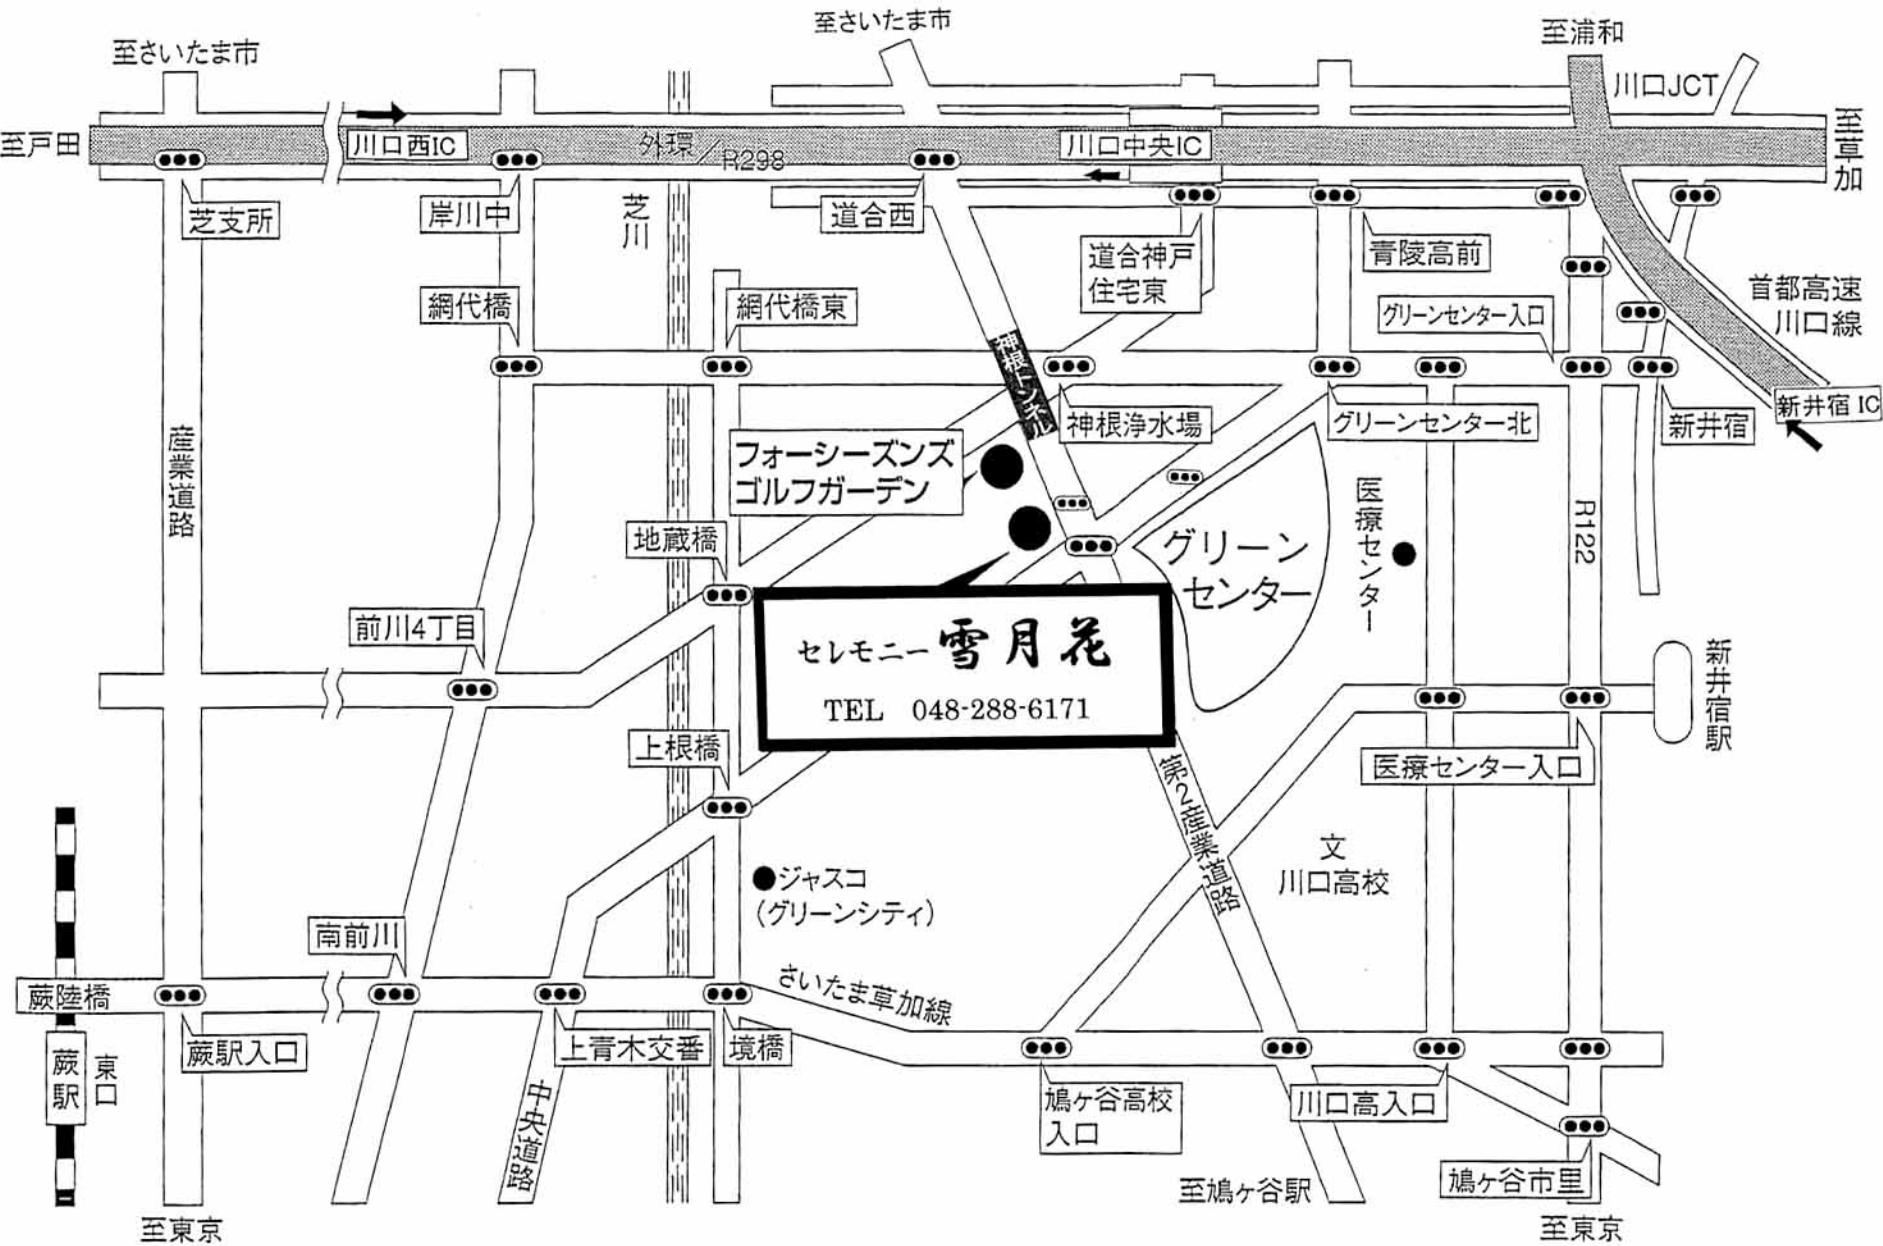 至さいたま市
至さいたま市
至浦和
川口JCT
至戸田
川口西IC
外環/R298
川口中央IC
至草加
芝支所
岸川中
芝川
道合西
道合神戸
住宅東
青陵高前
首都高速
川口線
網代橋
網代橋東
グリーンセンター入口
神根トンネル
神根浄水場
グリーンセンター北
新井宿
新井宿 IC
産業道路
フォーシーズンズ
ゴルフガーデン
地蔵橋
グリーン
センター
医療センター
R122
前川4丁目
セレモニー 雪月花
TEL 048-288-6171
新井宿駅
上根橋
医療センター入口
第2産業道路
文
川口高校
ジャスコ
(グリーンシティ)
南前川
さいたま草加線
蕨陸橋
蕨駅
東口
蕨駅入口
上青木交番
境橋
中央道路
鳩ヶ谷高校
入口
川口高入口
鳩ヶ谷市里
至鳩ヶ谷駅
至東京
至東京